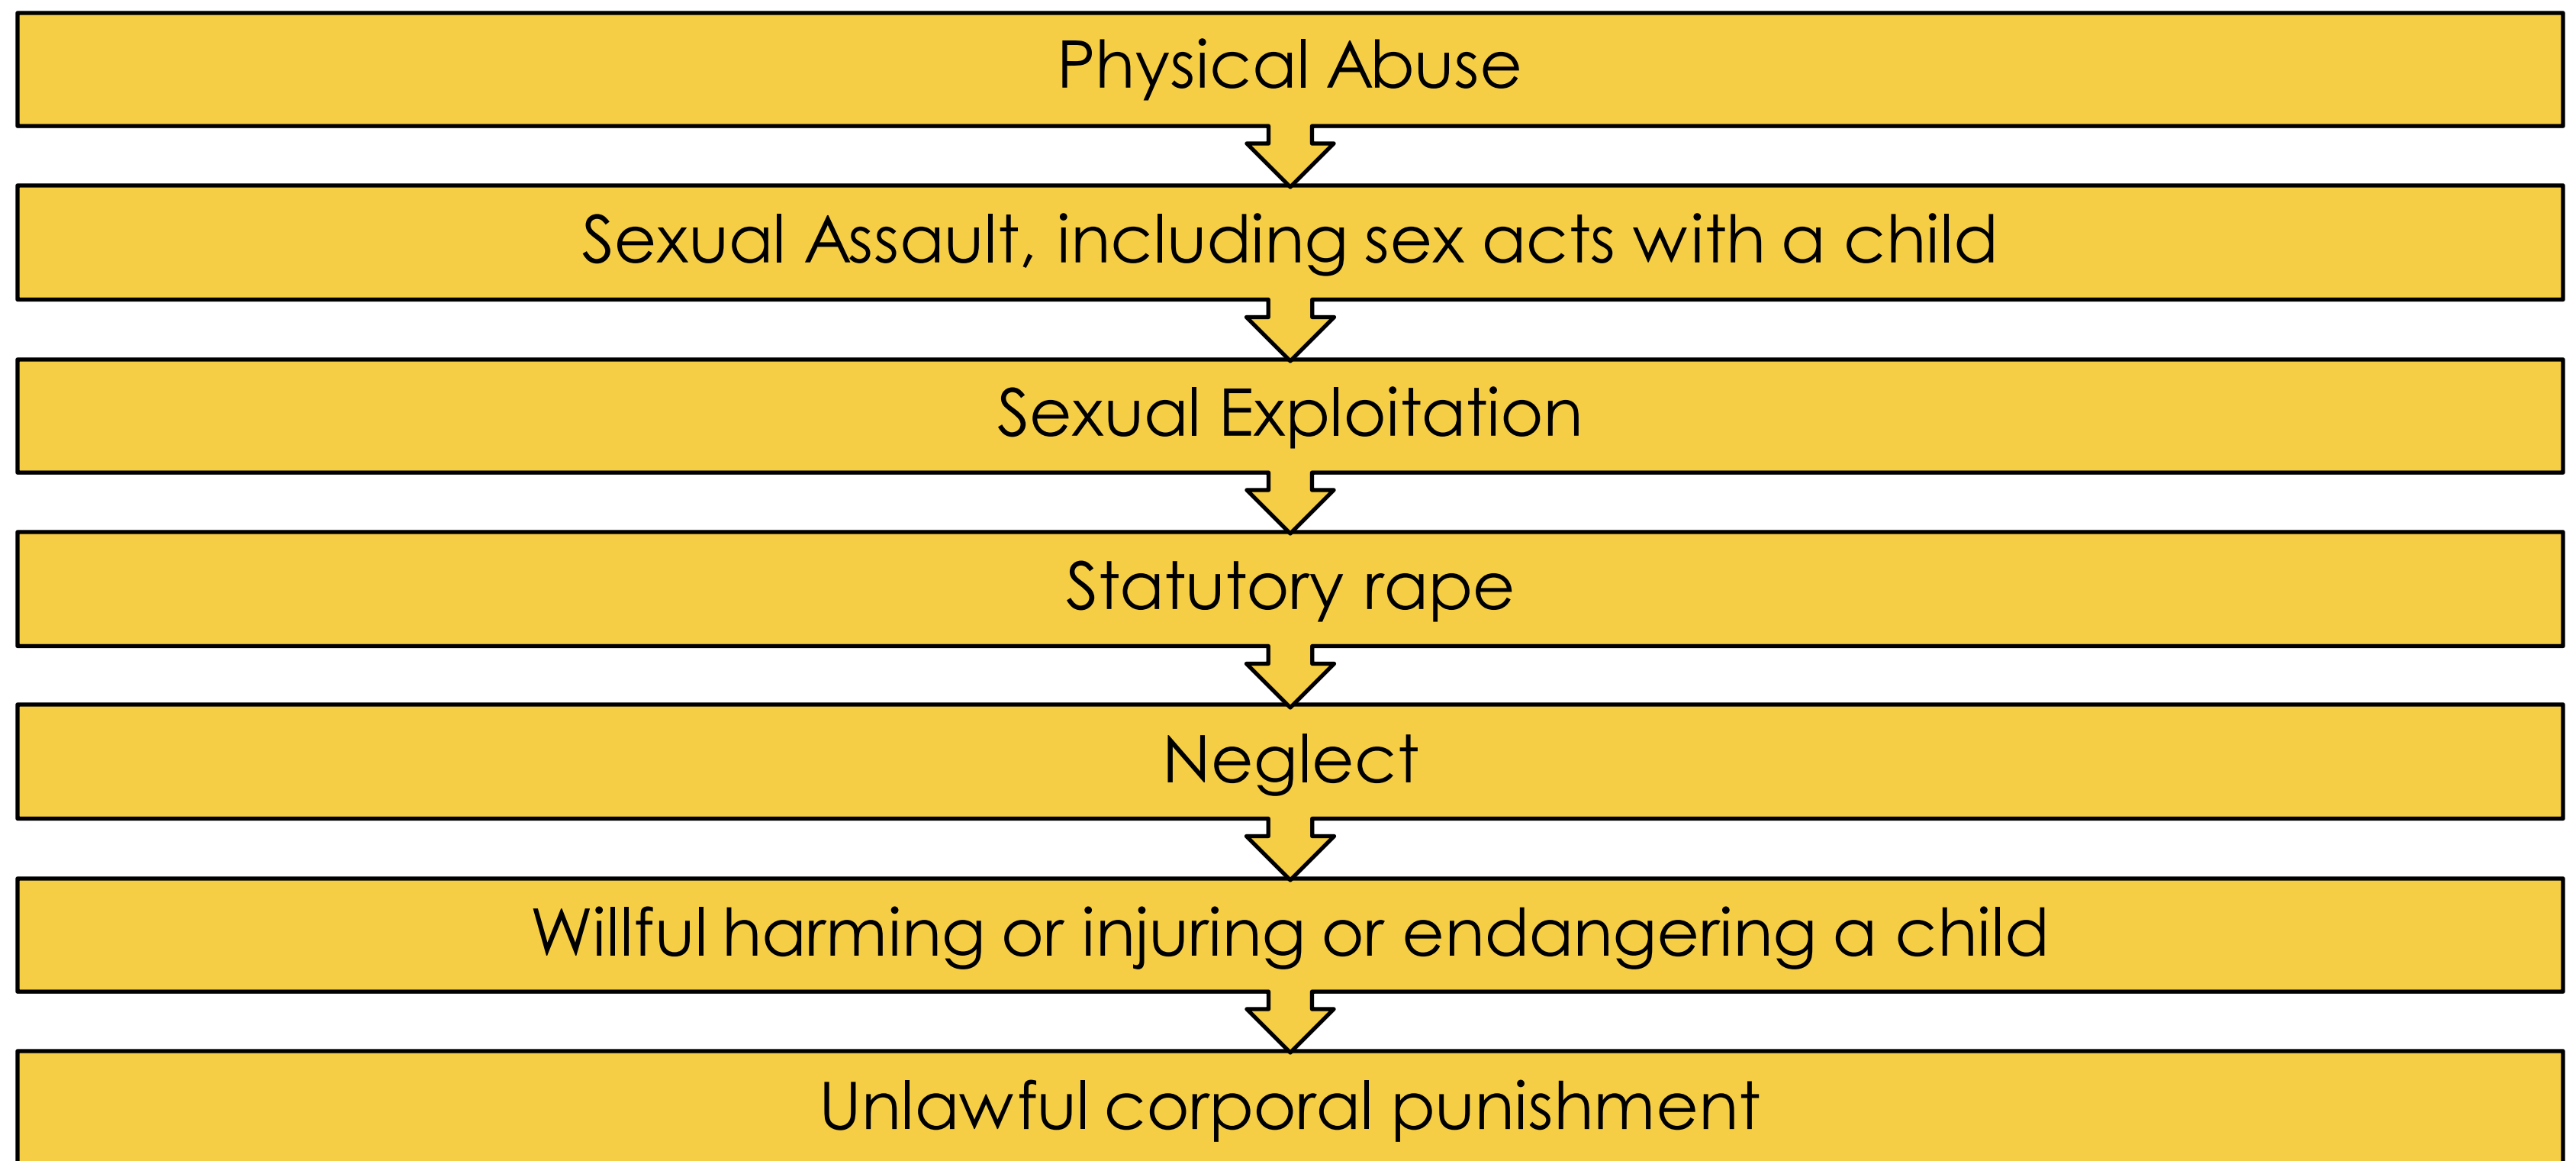 Physical Abuse
Sexual Assault, including sex acts with a child
Sexual Exploitation
Statutory rape
Neglect
Willful harming or injuring or endangering a child
Unlawful corporal punishment